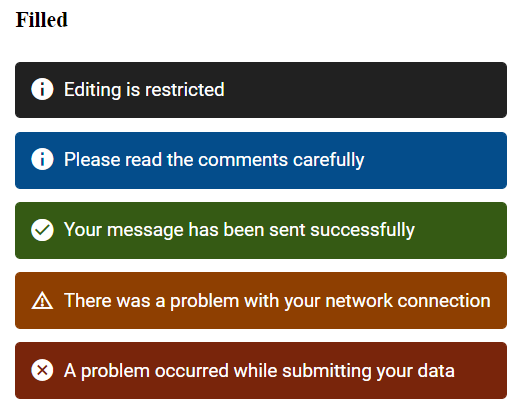 Filled
Editing is restricted
Please read the comments carefully
Your message has been sent successfully
There was a problem with your network connection
A problem occurred while submitting your data